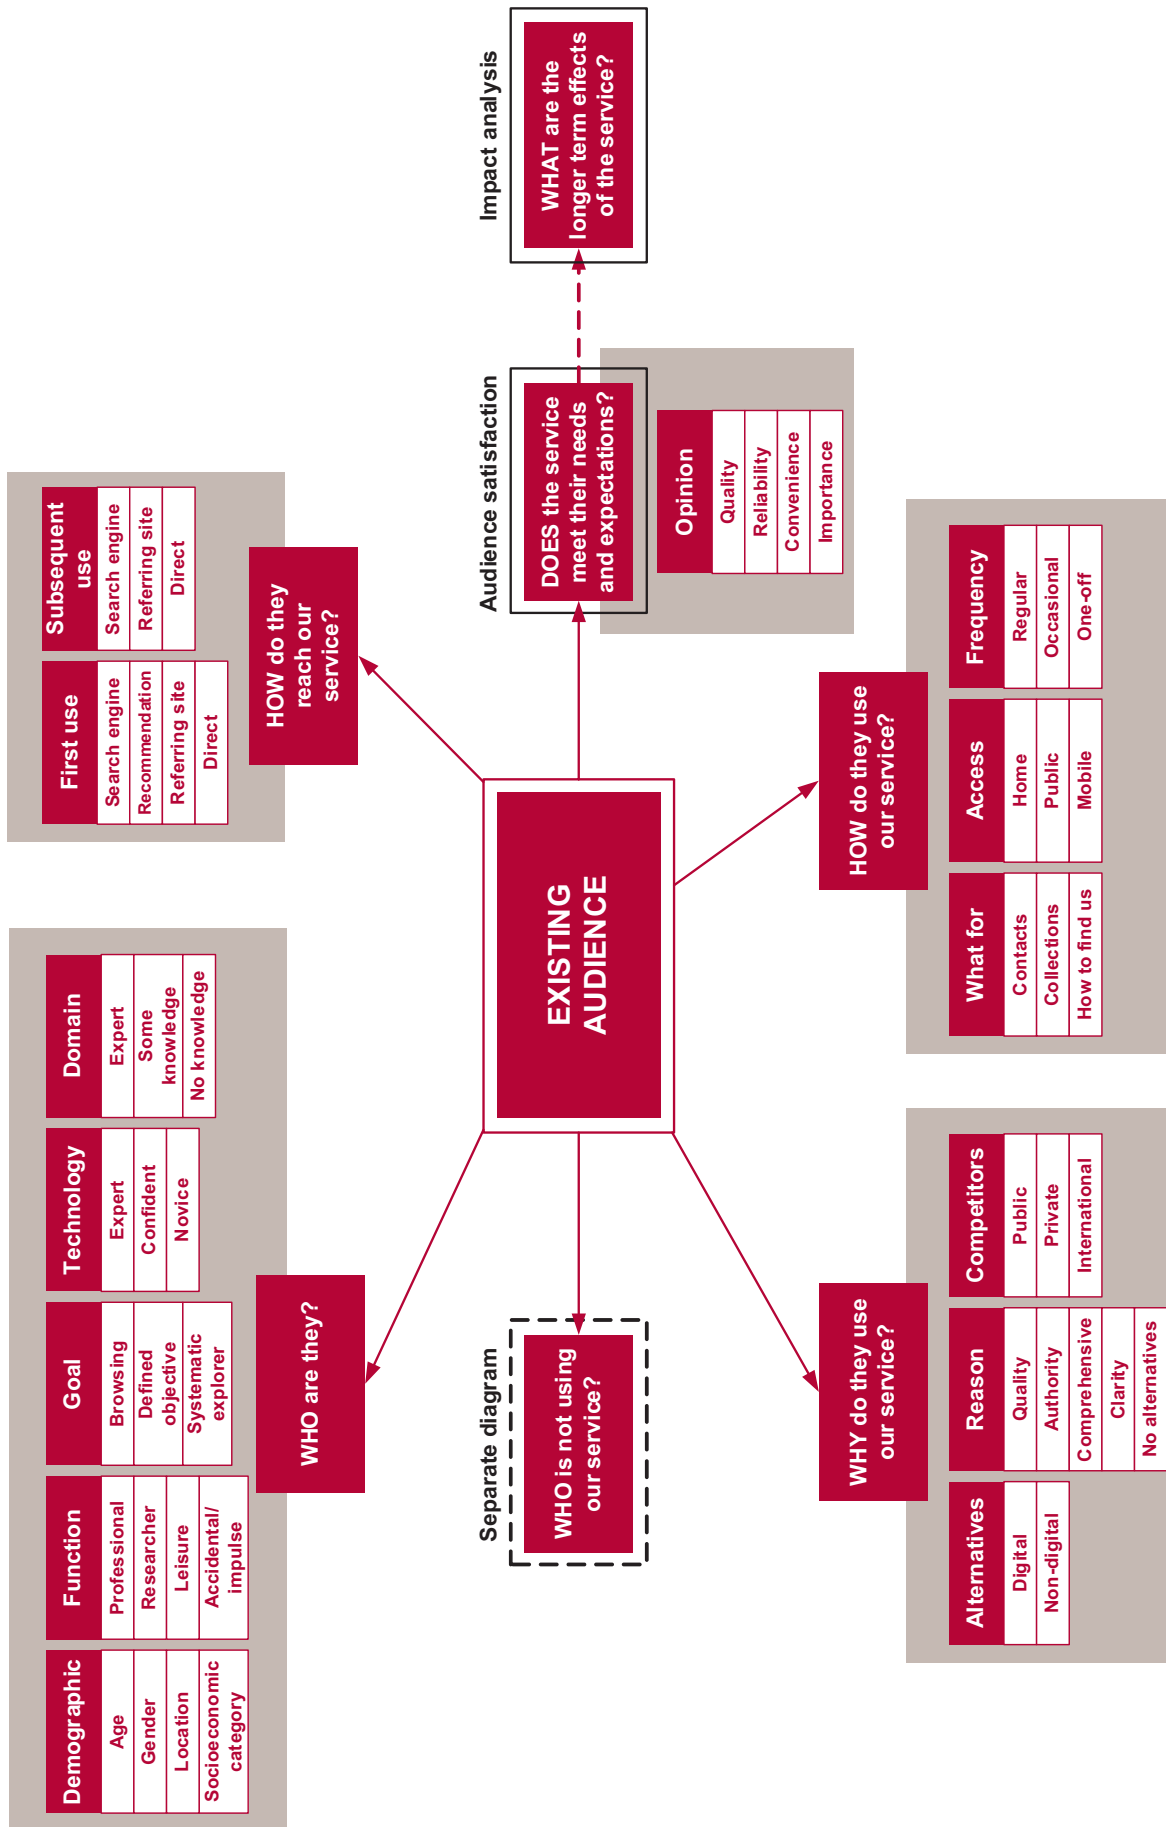 Demographic
Age
Gender
Location
Socioeconomic
category
Function
Professional
Researcher
Leisure
Accidental/
impulse
Goal
Browsing
Defined
objective
Systematic
explorer
Technology
Expert
Confident
Novice
Domain
Expert
Some
knowledge
No knowledge
WHO are they?
First use
Search engine
Recommendation
Referring site
Direct
Subsequent
use
Search engine
Referring site
Direct
HOW do they
reach our
service?
Separate diagram
WHO is not using
our service?
EXISTING
AUDIENCE
Audience satisfaction
DOES the service
meet their needs
and expectations?
Opinion
Quality
Reliability
Convenience
Importance
Impact analysis
WHAT are the
longer term effects
of the service?
WHY do they use
our service?
Alternatives
Digital
Non-digital
Reason
Quality
Authority
Comprehensive
Clarity
No alternatives
Competitors
Public
Private
International
HOW do they use
our service?
What for
Contacts
Collections
How to find us
Access
Home
Public
Mobile
Frequency
Regular
Occasional
One-off